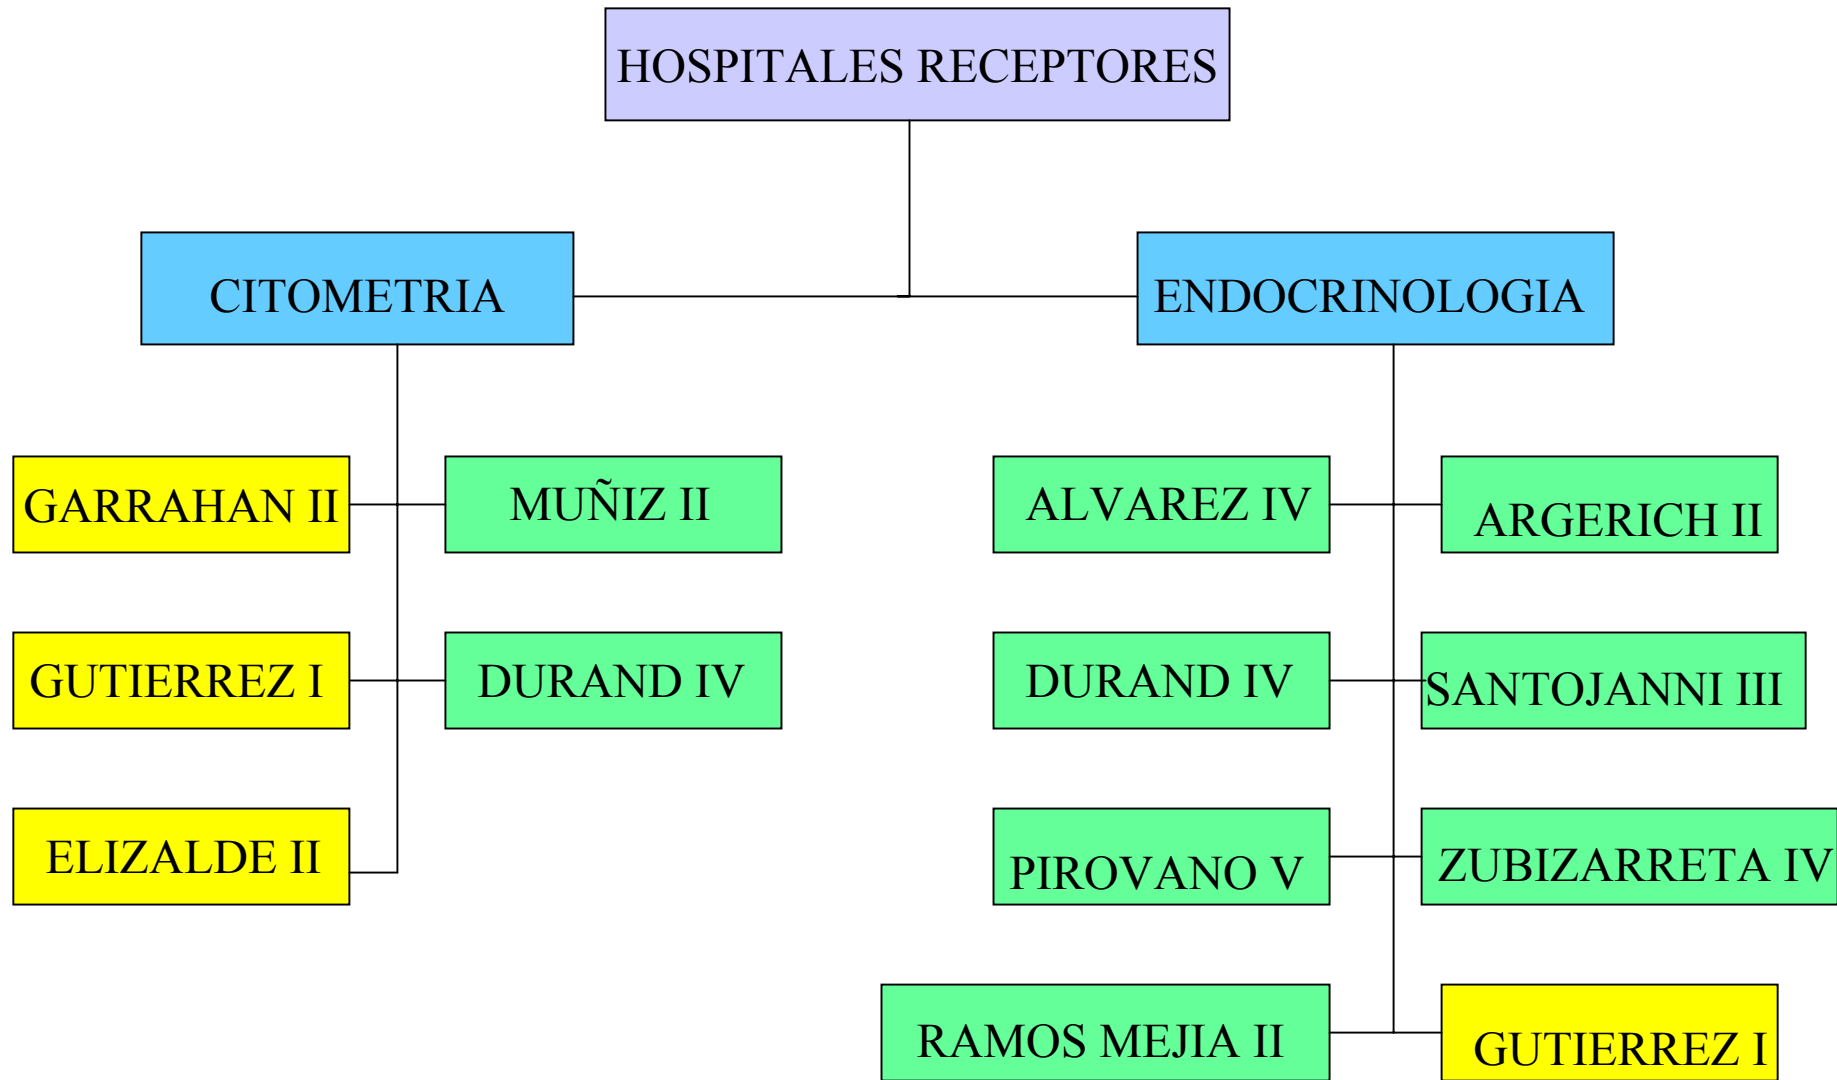 HOSPITALES RECEPTORES
CITOMETRIA
ENDOCRINOLOGIA
GARRAHAN II
MUÑIZ II
ALVAREZ IV
ARGERICH II
GUTIERREZ I
DURAND IV
DURAND IV
SANTOJANNI III
ELIZALDE II
PIROVANO V
ZUBIZARRETA IV
RAMOS MEJIA II
GUTIERREZ I